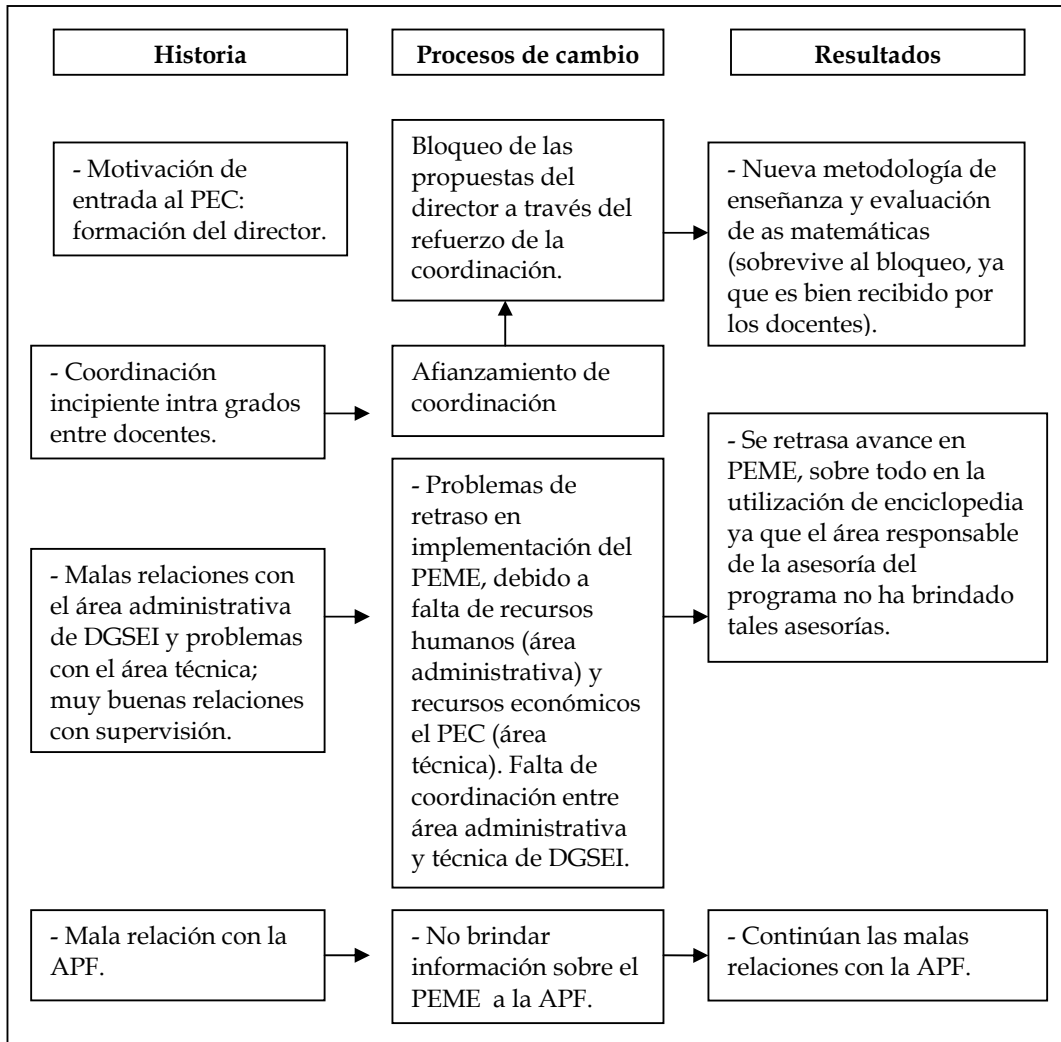 Historia
Procesos de cambio
Resultados
- Motivación de
entrada al PEC:
formación del director.
Bloqueo de las
propuestas del
director a través del
refuerzo de la
coordinación.
- Nueva metodología de
enseñanza y evaluación
de as matemáticas
(sobrevive al bloqueo, ya
que es bien recibido por
los docentes).
- Coordinación
incipiente intra grados
entre docentes.
Afianzamiento de
coordinación
- Malas relaciones con
el área administrativa
de DGSEI y problemas
con el área técnica;
muy buenas relaciones
con supervisión.
- Problemas de
retraso en
implementación del
PEME, debido a
falta de recursos
humanos (área
administrativa) y
recursos económicos
el PEC (área
técnica). Falta de
coordinación entre
área administrativa
y técnica de DGSEI.
- Se retrasa avance en
PEME, sobre todo en la
utilización de enciclopedia
ya que el área responsable
de la asesoría del
programa no ha brindado
tales asesorías.
- Mala relación con la
APF.
- No brindar
información sobre el
PEME a la APF.
- Continúan las malas
relaciones con la APF.